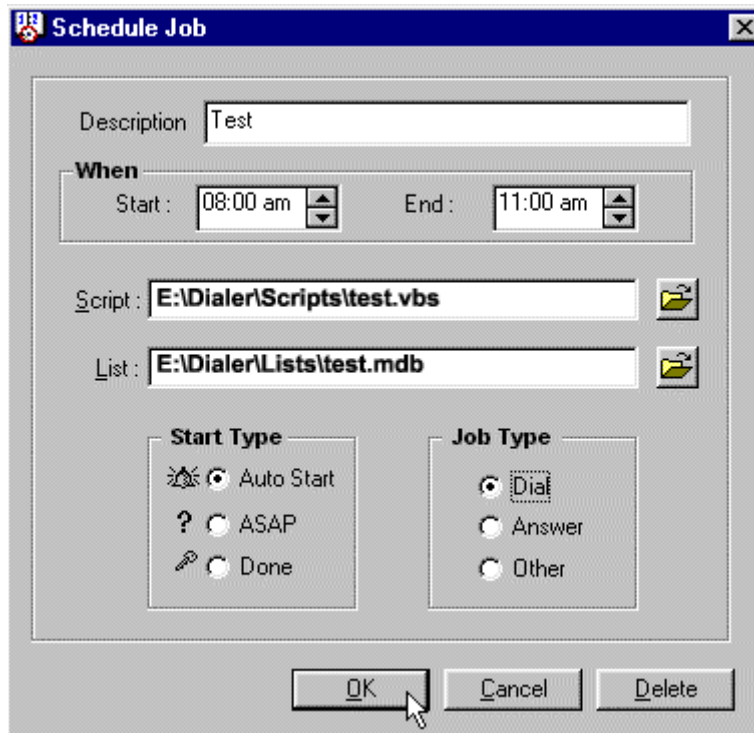 Schedule Job
Description Test
When
Start : 08:00 am End : 11:00 am
Script : E:\Dialer\Scripts\test.vbs
List : E:\Dialer\Lists\test.mdb
Start Type Job Type
Auto Start Dial
? ASAP Answer
Done Other
OK Cancel Delete